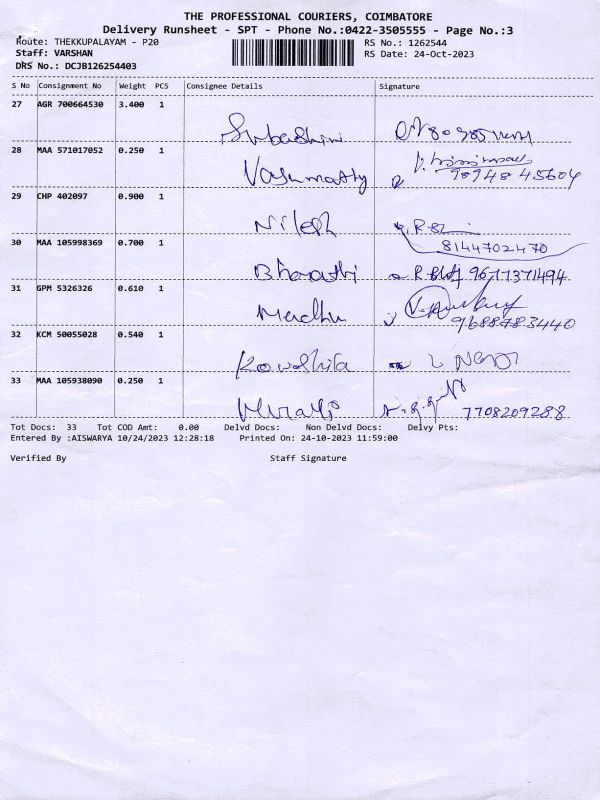 THE PROFESSIONAL COURIERS, COIMBATORE
Delivery Runsheet - SPT - Phone No.:0422-3505555 - Page No.:3
Route: THEKKUPALAYAM - P20
RS No.: 1262544
Staff: VARSHAN
RS Date: 24-Oct-2023
DRS No.: DCJB126254403
S No Consignment No Weight PCS Consignee Details Signature
27 AGR 700664530 3.400 1
Subashini
28 MAA 571017052 0.250 1
Vasumathy 98948 45604
29 CHP 402097 0.900 1
Nilesh
8144702470
30 MAA 105998369 0.700 1
Bharathi 9677371494
31 GPM 5326326 0.610 1
Madhu 9688783440
32 KCM 50055028 0.540 1
Kowshika
33 MAA 105938090 0.250 1
Murali 7708209288
Tot Docs: 33 Tot COD Amt: 0.00 Delvd Docs: Non Delvd Docs: Delvy Pts:
Entered By :AISWARYA 10/24/2023 12:28:18 Printed On: 24-10-2023 11:59:00
Verified By Staff Signature